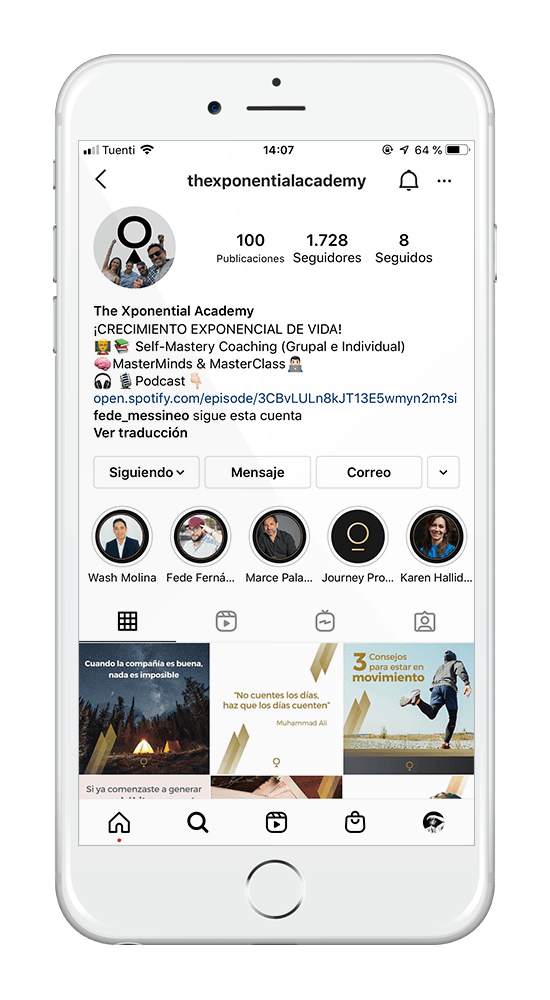 Tuenti 14:07 64 %
thexponentialacademy
100 1.728 8
Publicaciones Seguidores Seguidos
The Xponential Academy
¡CRECIMIENTO EXPONENCIAL DE VIDA!
Self-Mastery Coaching (Grupal e Individual)
MasterMinds & MasterClass
Podcast
open.spotify.com/episode/3CBvLULn8kJT13E5wmyn2m?si
fede_messineo sigue esta cuenta
Ver traducción
Siguiendo Mensaje Correo
Wash Molina Fede Ferná... Marce Pala... Journey Pro... Karen Hallid...
Cuando la compañía es buena,
nada es imposible
"No cuentes los días,
haz que los días cuenten"
Muhammad Ali
3 Consejos
para estar en
movimiento
Si ya comenzaste a generar